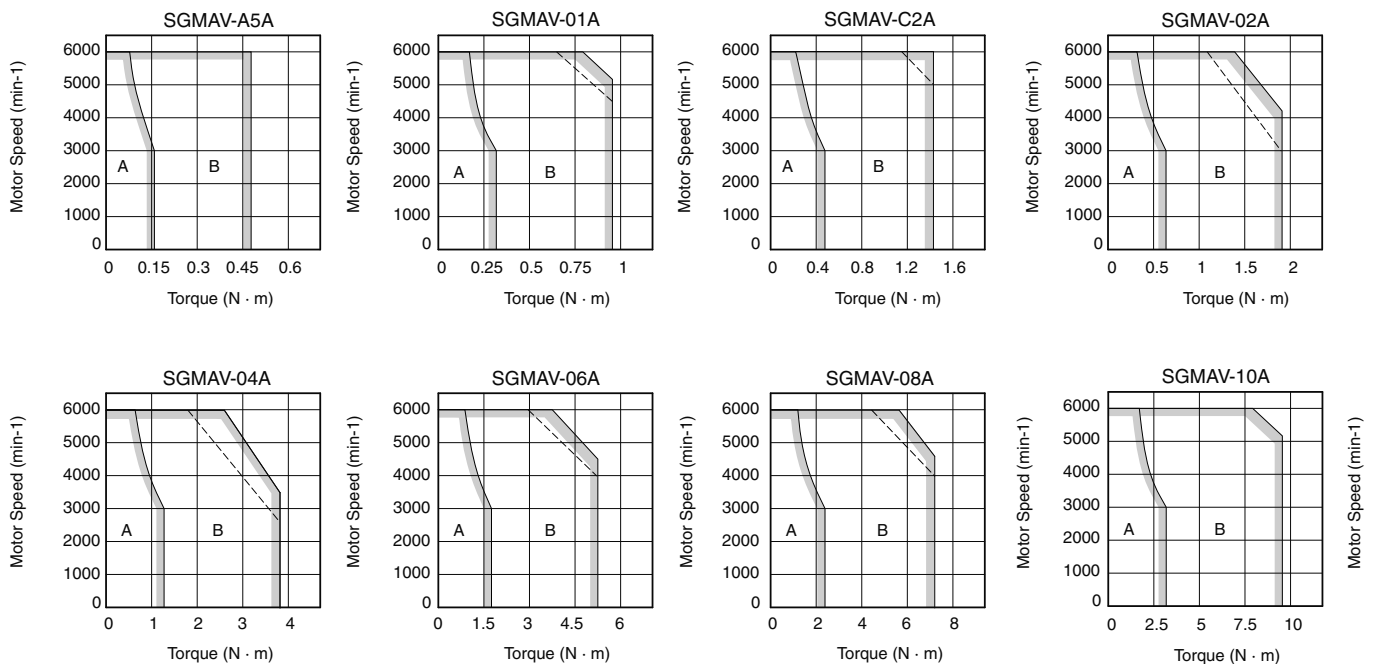 SGMAV-A5A
Motor Speed (min-1)
6000
5000
4000
3000
2000
1000
0
A
B
0 0.15 0.3 0.45 0.6
Torque (N · m)
SGMAV-01A
Motor Speed (min-1)
6000
5000
4000
3000
2000
1000
0
A
B
0 0.25 0.5 0.75 1
Torque (N · m)
SGMAV-C2A
Motor Speed (min-1)
6000
5000
4000
3000
2000
1000
0
A
B
0 0.4 0.8 1.2 1.6
Torque (N · m)
SGMAV-02A
Motor Speed (min-1)
6000
5000
4000
3000
2000
1000
0
A
B
0 0.5 1 1.5 2
Torque (N · m)
SGMAV-04A
Motor Speed (min-1)
6000
5000
4000
3000
2000
1000
0
A
B
0 1 2 3 4
Torque (N · m)
SGMAV-06A
Motor Speed (min-1)
6000
5000
4000
3000
2000
1000
0
A
B
0 1.5 3 4.5 6
Torque (N · m)
SGMAV-08A
Motor Speed (min-1)
6000
5000
4000
3000
2000
1000
0
A
B
0 2 4 6 8
Torque (N · m)
SGMAV-10A
Motor Speed (min-1)
6000
5000
4000
3000
2000
1000
0
A
B
0 2.5 5 7.5 10
Torque (N · m)
Motor Speed (min-1)